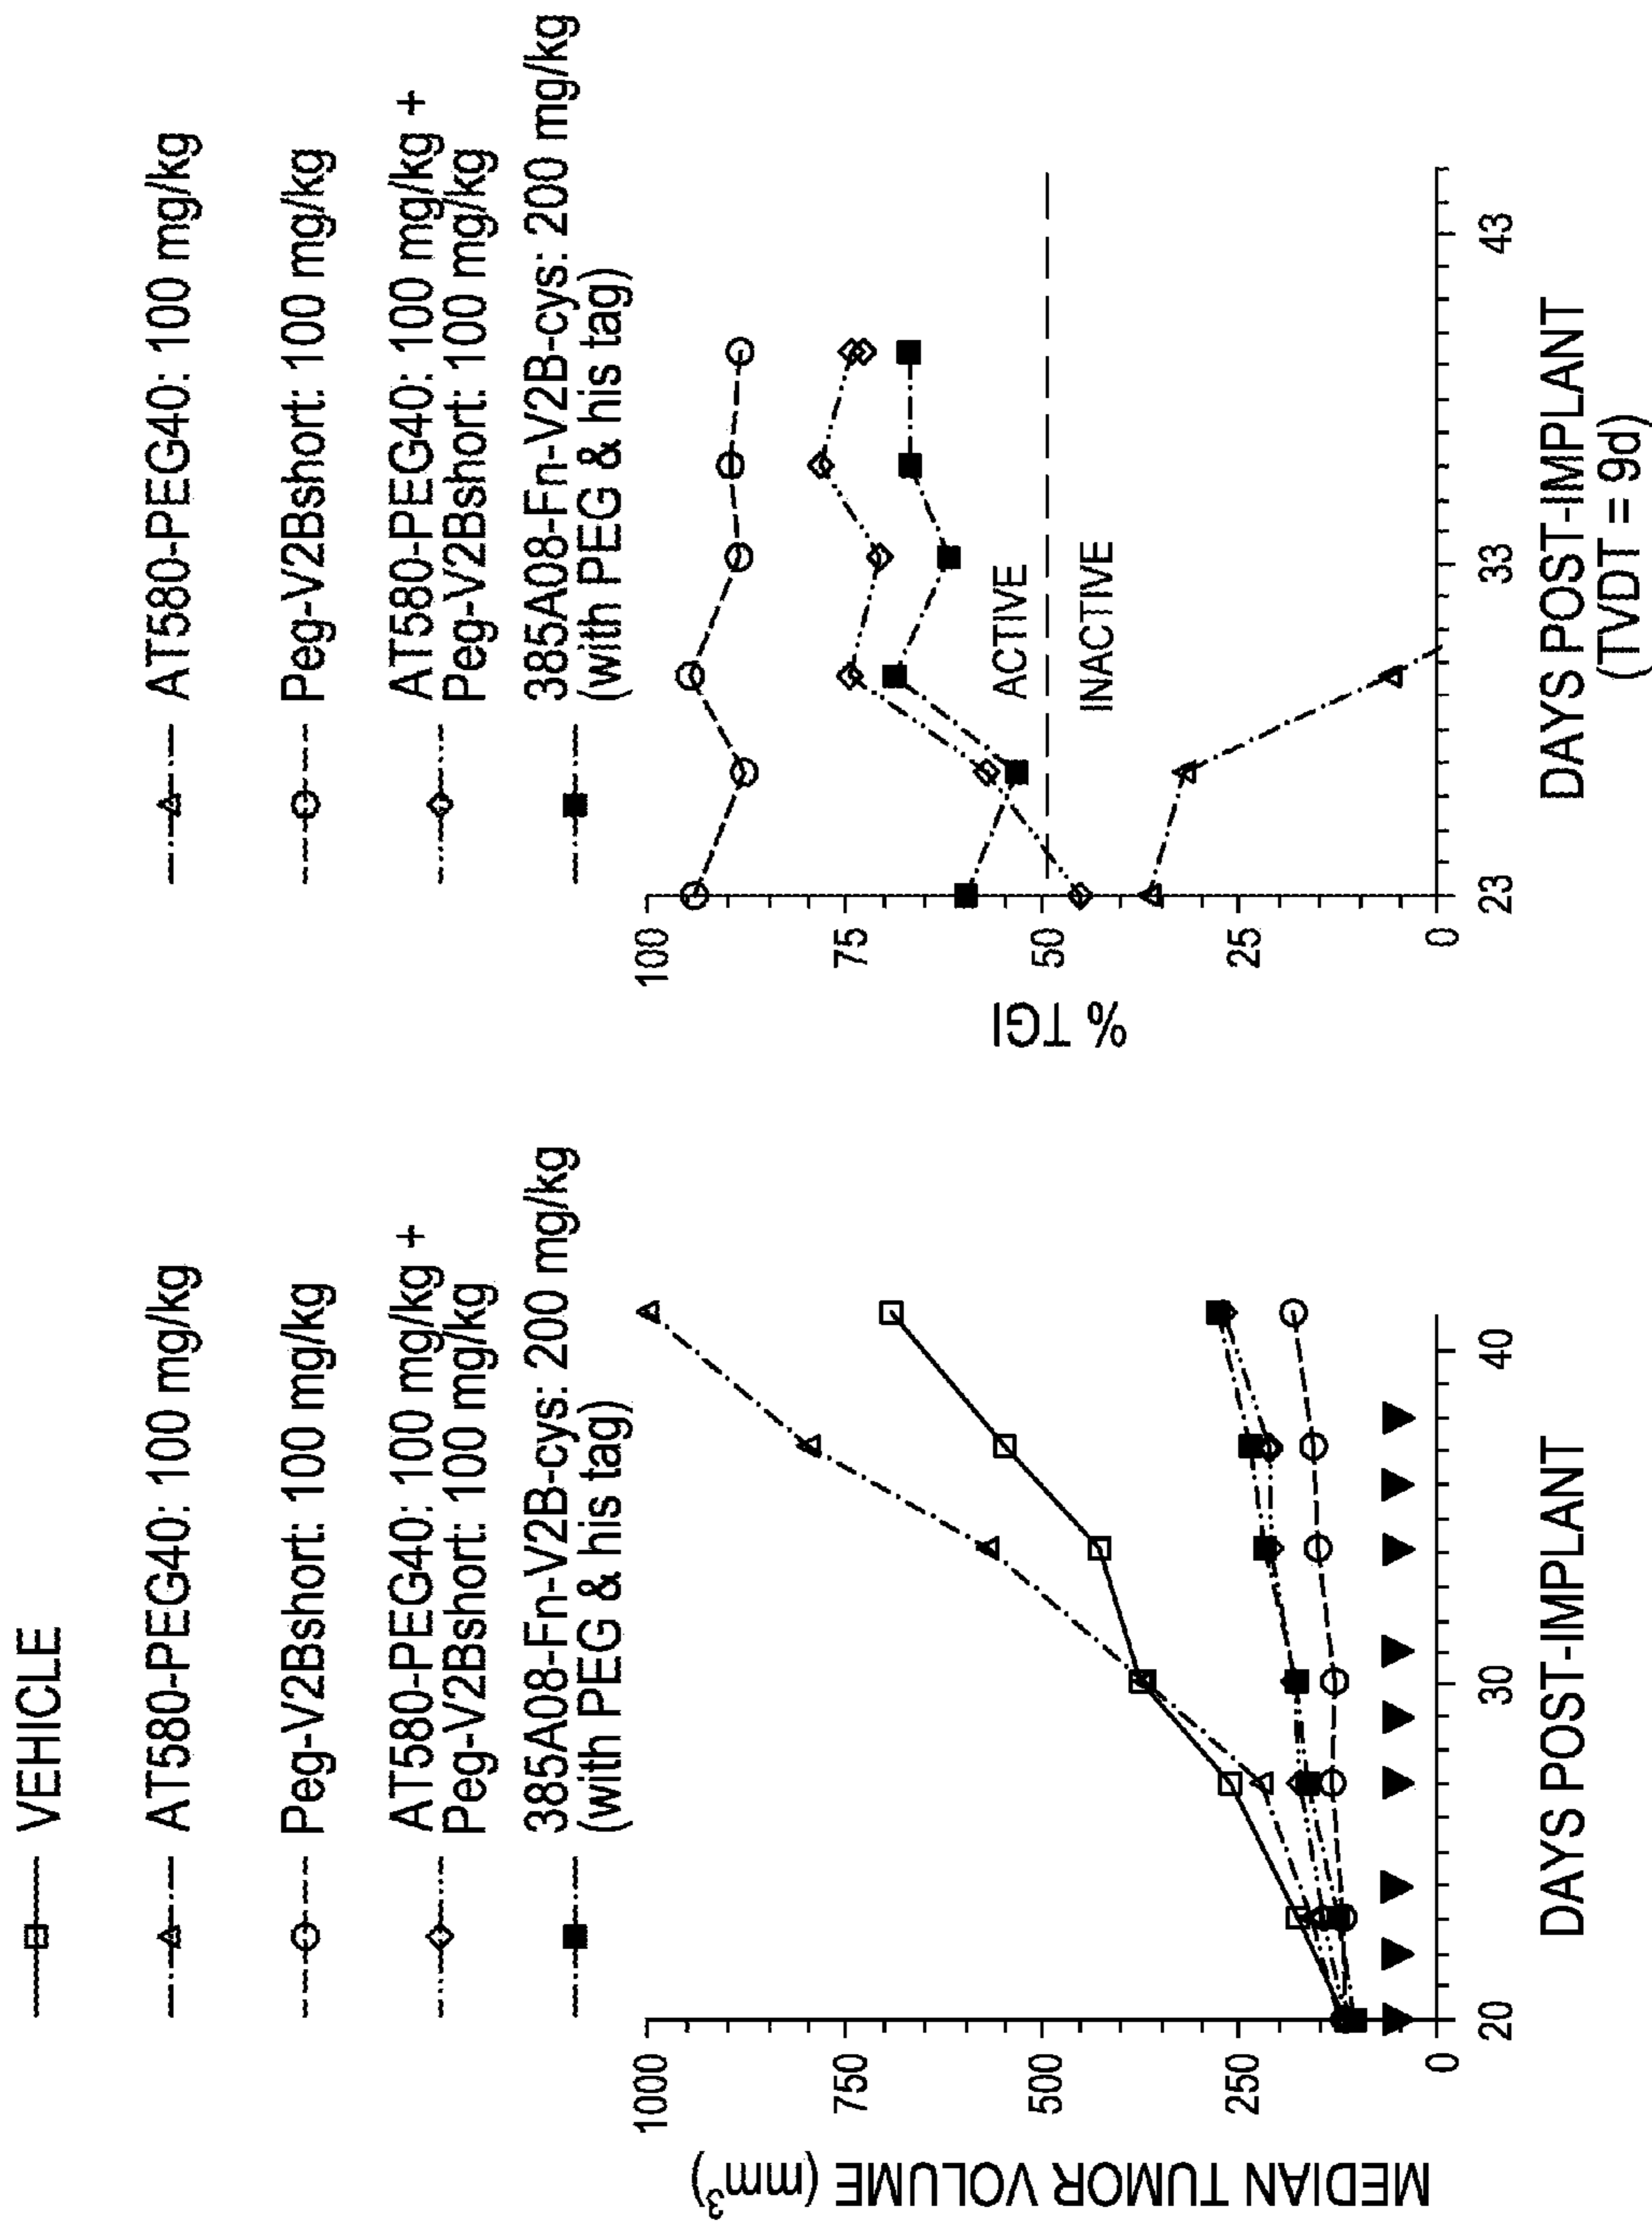 VEHICLE
AT580-PEG40: 100 mg/kg
Peg-V2Bshort: 100 mg/kg
AT580-PEG40: 100 mg/kg +
Peg-V2Bshort: 100 mg/kg
385A08-Fn-V2B-cys: 200 mg/kg
(with PEG & his tag)
MEDIAN TUMOR VOLUME (mm³)
1000
750
500
250
0
20
30
40
DAYS POST-IMPLANT
AT580-PEG40: 100 mg/kg
Peg-V2Bshort: 100 mg/kg
AT580-PEG40: 100 mg/kg +
Peg-V2Bshort: 100 mg/kg
385A08-Fn-V2B-cys: 200 mg/kg
(with PEG & his tag)
% TGI
100
75
50
25
0
ACTIVE
INACTIVE
23
33
43
DAYS POST-IMPLANT
(TVDT = 9d)